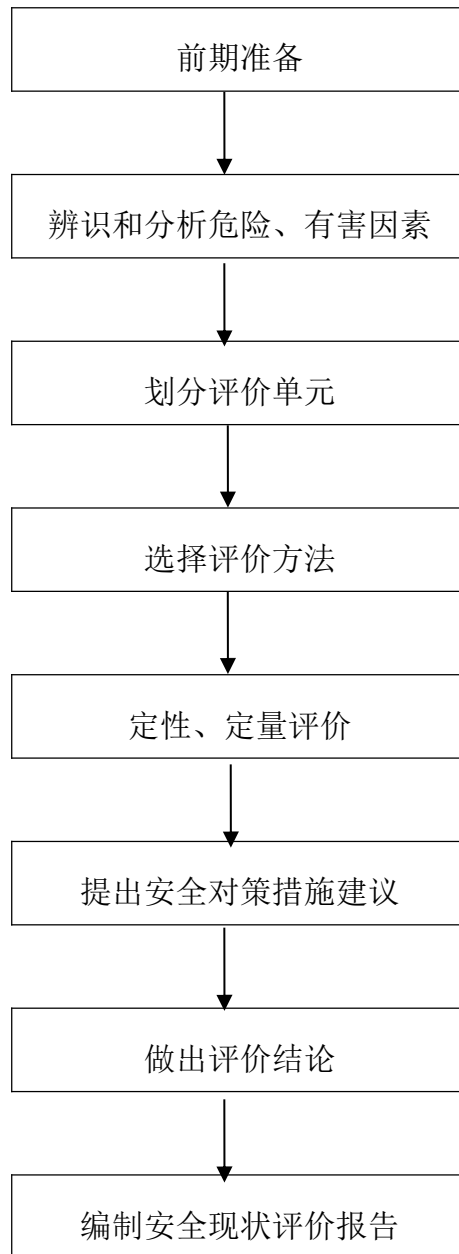 前期准备
辨识和分析危险、有害因素
划分评价单元
选择评价方法
定性、定量评价
提出安全对策措施建议
做出评价结论
编制安全现状评价报告